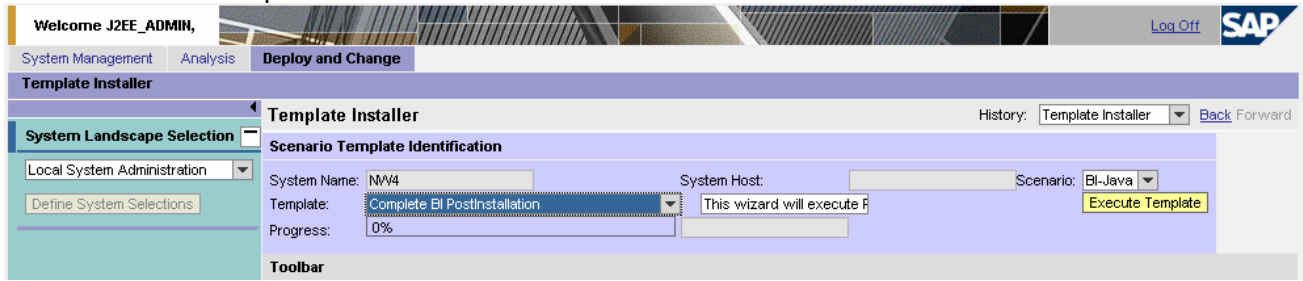 Welcome J2EE_ADMIN,
Log Off
SAP
System Management Analysis Deploy and Change
Template Installer
Template Installer
History: Template Installer Back Forward
System Landscape Selection
Scenario Template Identification
Local System Administration
System Name: NW4 System Host: Scenario: BI-Java
Define System Selections
Template: Complete BI PostInstallation This wizard will execute Execute Template
Progress: 0%
Toolbar